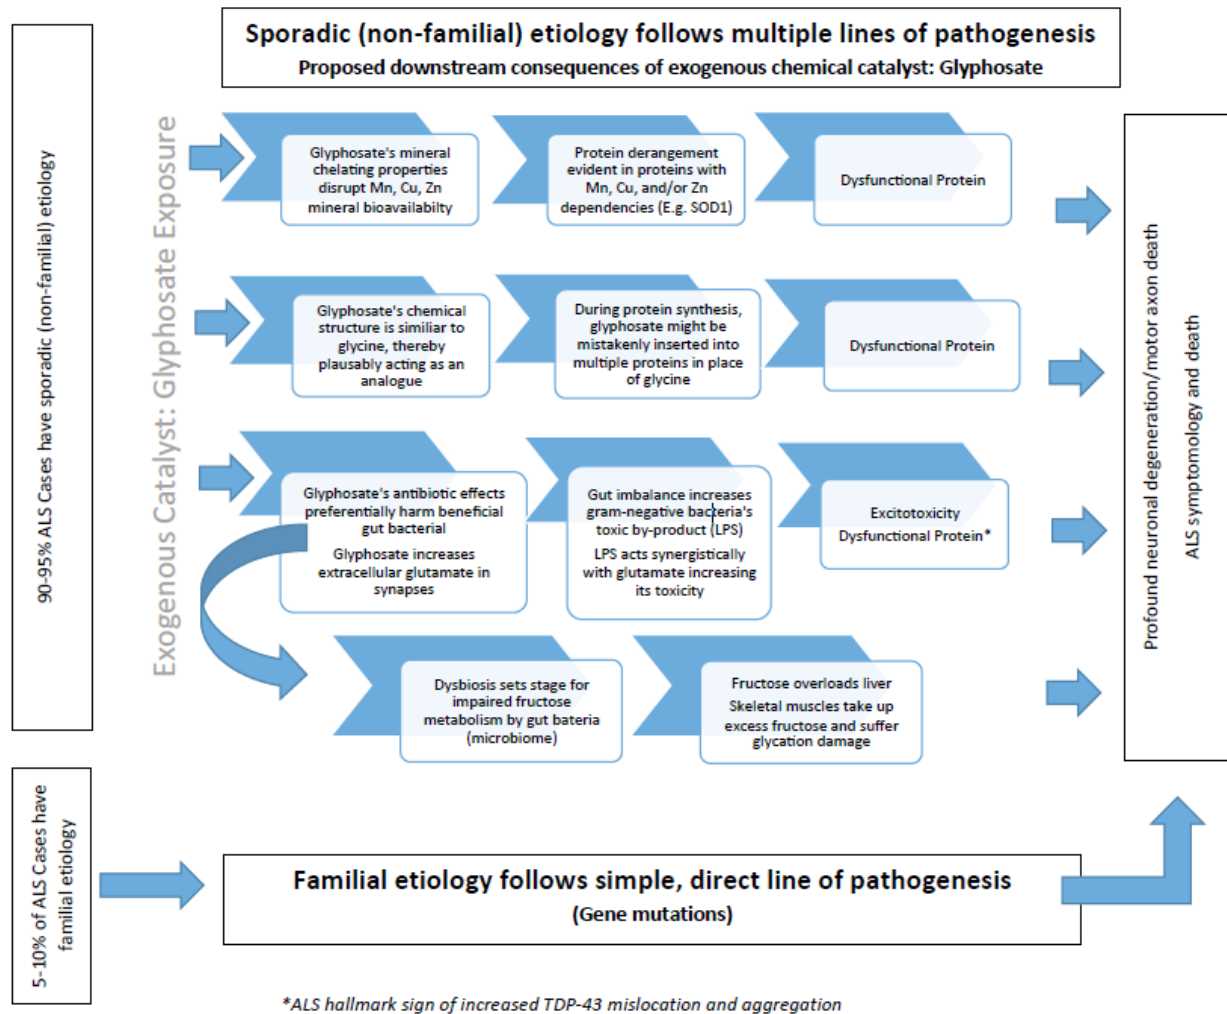 Sporadic (non-familial) etiology follows multiple lines of pathogenesis
Proposed downstream consequences of exogenous chemical catalyst: Glyphosate
90-95% ALS Cases have sporadic (non-familial) etiology
Exogenous Catalyst: Glyphosate Exposure
Glyphosate's mineral
chelating properties
disrupt Mn, Cu, Zn
mineral bioavailabilty
Protein derangement
evident in proteins with
Mn, Cu, and/or Zn
dependencies (E.g. SOD1)
Dysfunctional Protein
Glyphosate's chemical
structure is similiar to
glycine, thereby
plausably acting as an
analogue
During protein synthesis,
glyphosate might be
mistakenly inserted into
multiple proteins in place
of glycine
Dysfunctional Protein
Glyphosate's antibiotic effects
preferentially harm beneficial
gut bacterial
Glyphosate increases
extracellular glutamate in
synapses
Gut imbalance increases
gram-negative bacteria's
toxic by-product (LPS)
LPS acts synergistically
with glutamate increasing
its toxicity
Excitotoxicity
Dysfunctional Protein*
Dysbiosis sets stage for
impaired fructose
metabolism by gut bateria
(microbiome)
Fructose overloads liver
Skeletal muscles take up
excess fructose and suffer
glycation damage
Profound neuronal degeneration/motor axon death
ALS symptomology and death
5-10% of ALS Cases have
familial etiology
Familial etiology follows simple, direct line of pathogenesis
(Gene mutations)
*ALS hallmark sign of increased TDP-43 mislocation and aggregation